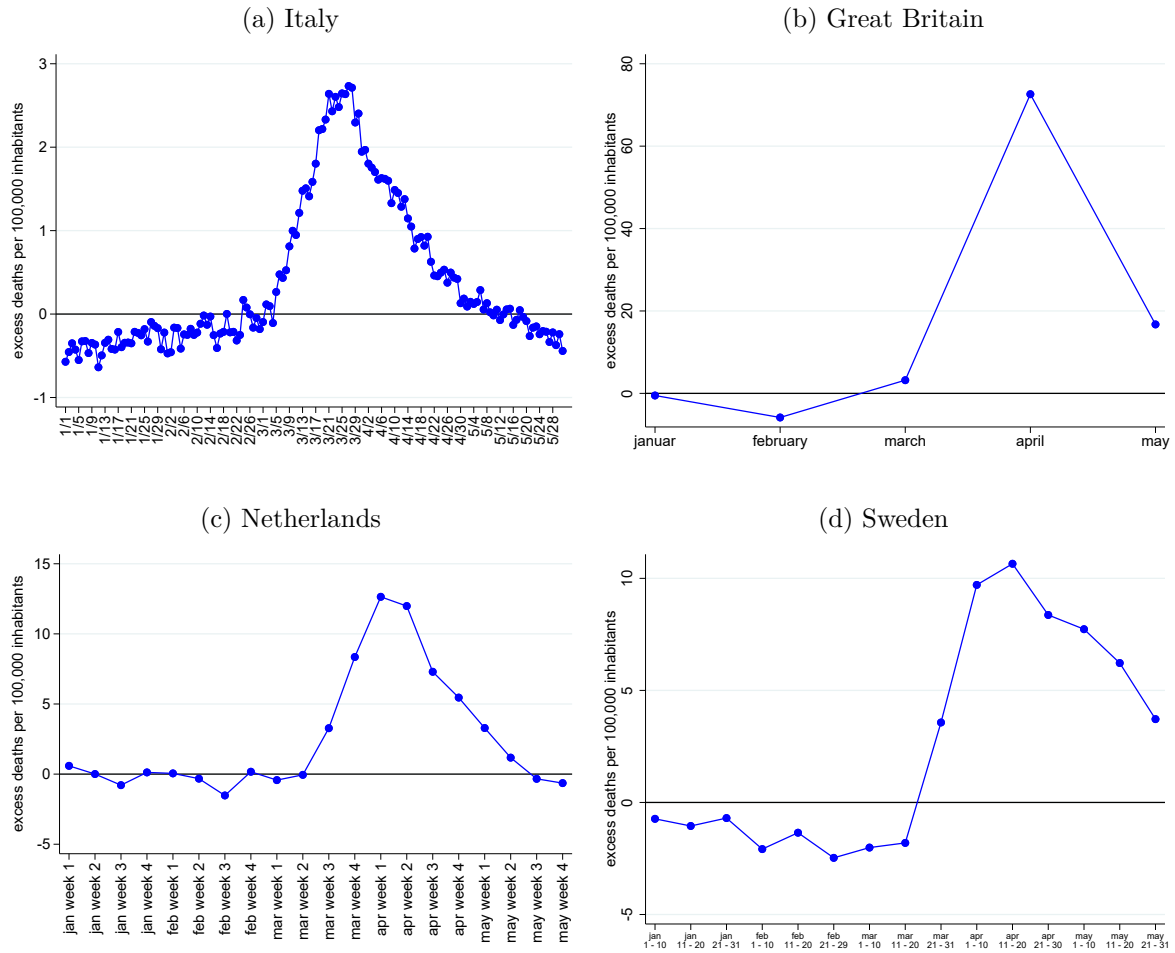 (a) Italy
excess deaths per 100,000 inhabitants
3
2
1
0
-1
1/1
1/5
1/9
1/13
1/17
1/21
1/25
1/29
2/2
2/6
2/10
2/14
2/18
2/22
2/26
3/1
3/5
3/9
3/13
3/17
3/21
3/25
3/29
4/2
4/6
4/10
4/14
4/18
4/22
4/26
4/30
5/4
5/8
5/12
5/16
5/20
5/24
5/28
(b) Great Britain
excess deaths per 100,000 inhabitants
80
60
40
20
0
januar
february
march
april
may
(c) Netherlands
excess deaths per 100,000 inhabitants
15
10
5
0
-5
jan week 1
jan week 2
jan week 3
jan week 4
feb week 1
feb week 2
feb week 3
feb week 4
mar week 1
mar week 2
mar week 3
mar week 4
apr week 1
apr week 2
apr week 3
apr week 4
may week 1
may week 2
may week 3
may week 4
(d) Sweden
excess deaths per 100,000 inhabitants
10
5
0
-5
jan
1 - 10
jan
11 - 20
jan
21 - 31
feb
1 - 10
feb
11 - 20
feb
21 - 29
mar
1 - 10
mar
11 - 20
mar
21 - 31
apr
1 - 10
apr
11 - 20
apr
21 - 30
may
1 - 10
may
11 - 20
may
21 - 31